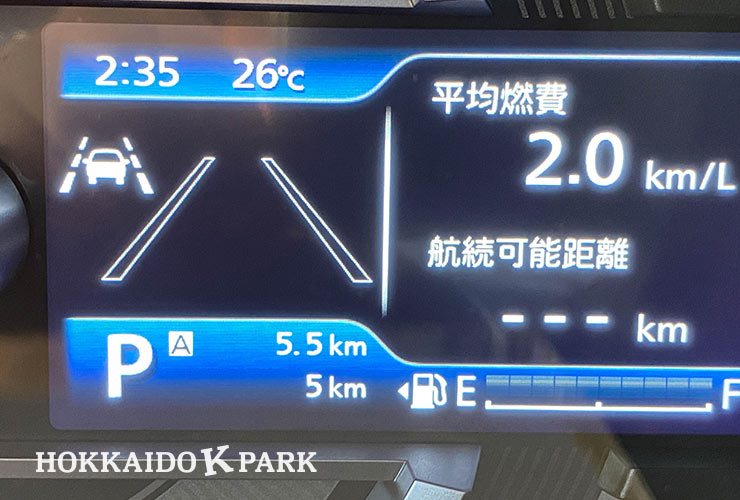 2:35 26℃
平均燃費
2.0 km/L
航続可能距離
--- km
P A 5.5 km
5 km
E F
HOKKAIDO K PARK